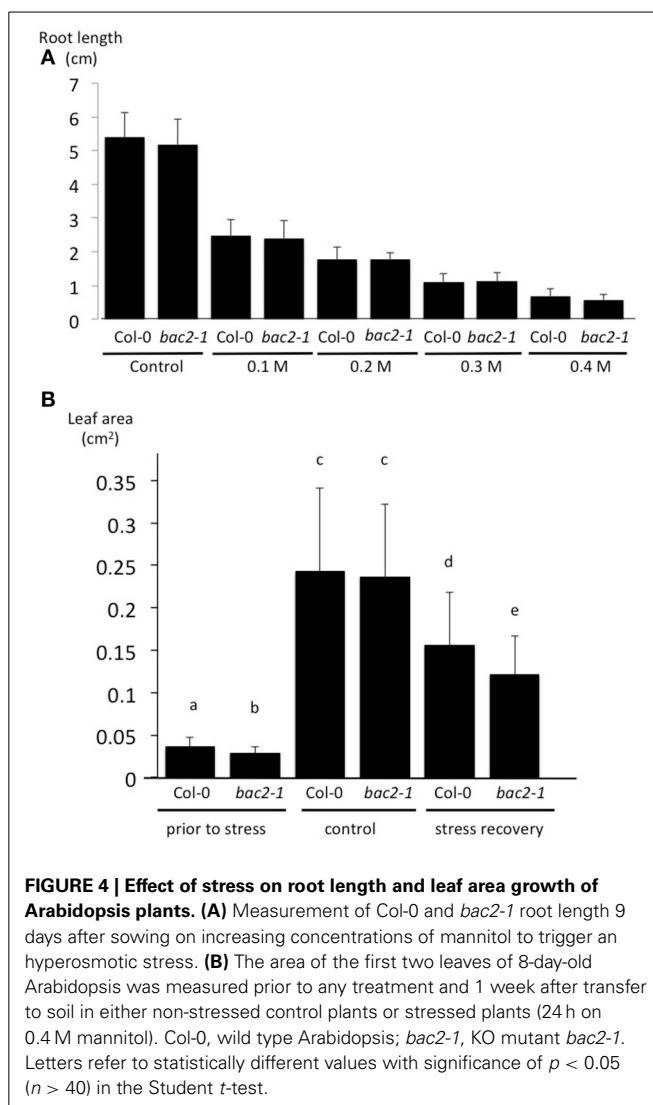 Root length
A (cm)
7
6
5
4
3
2
1
0
Col-0 bac2-1 Col-0 bac2-1 Col-0 bac2-1 Col-0 bac2-1 Col-0 bac2-1
Control 0.1 M 0.2 M 0.3 M 0.4 M
B
Leaf area
(cm²)
c c
0.35
0.3
0.25
d
0.2
e
0.15
0.1
a b
0.05
0
Col-0 bac2-1 Col-0 bac2-1 Col-0 bac2-1
prior to stress control stress recovery
FIGURE 4 | Effect of stress on root length and leaf area growth of
Arabidopsis plants. (A) Measurement of Col-0 and bac2-1 root length 9
days after sowing on increasing concentrations of mannitol to trigger an
hyperosmotic stress. (B) The area of the first two leaves of 8-day-old
Arabidopsis was measured prior to any treatment and 1 week after transfer
to soil in either non-stressed control plants or stressed plants (24 h on
0.4 M mannitol). Col-0, wild type Arabidopsis; bac2-1, KO mutant bac2-1.
Letters refer to statistically different values with significance of p < 0.05
(n > 40) in the Student t-test.